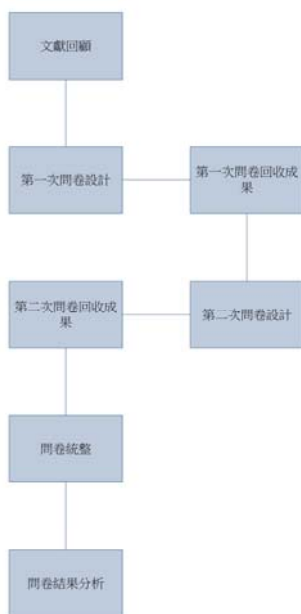 文獻回顧
第一次問卷設計
第一次問卷回收成
果
第二次問卷設計
第二次問卷回收成
果
問卷統整
問卷結果分析